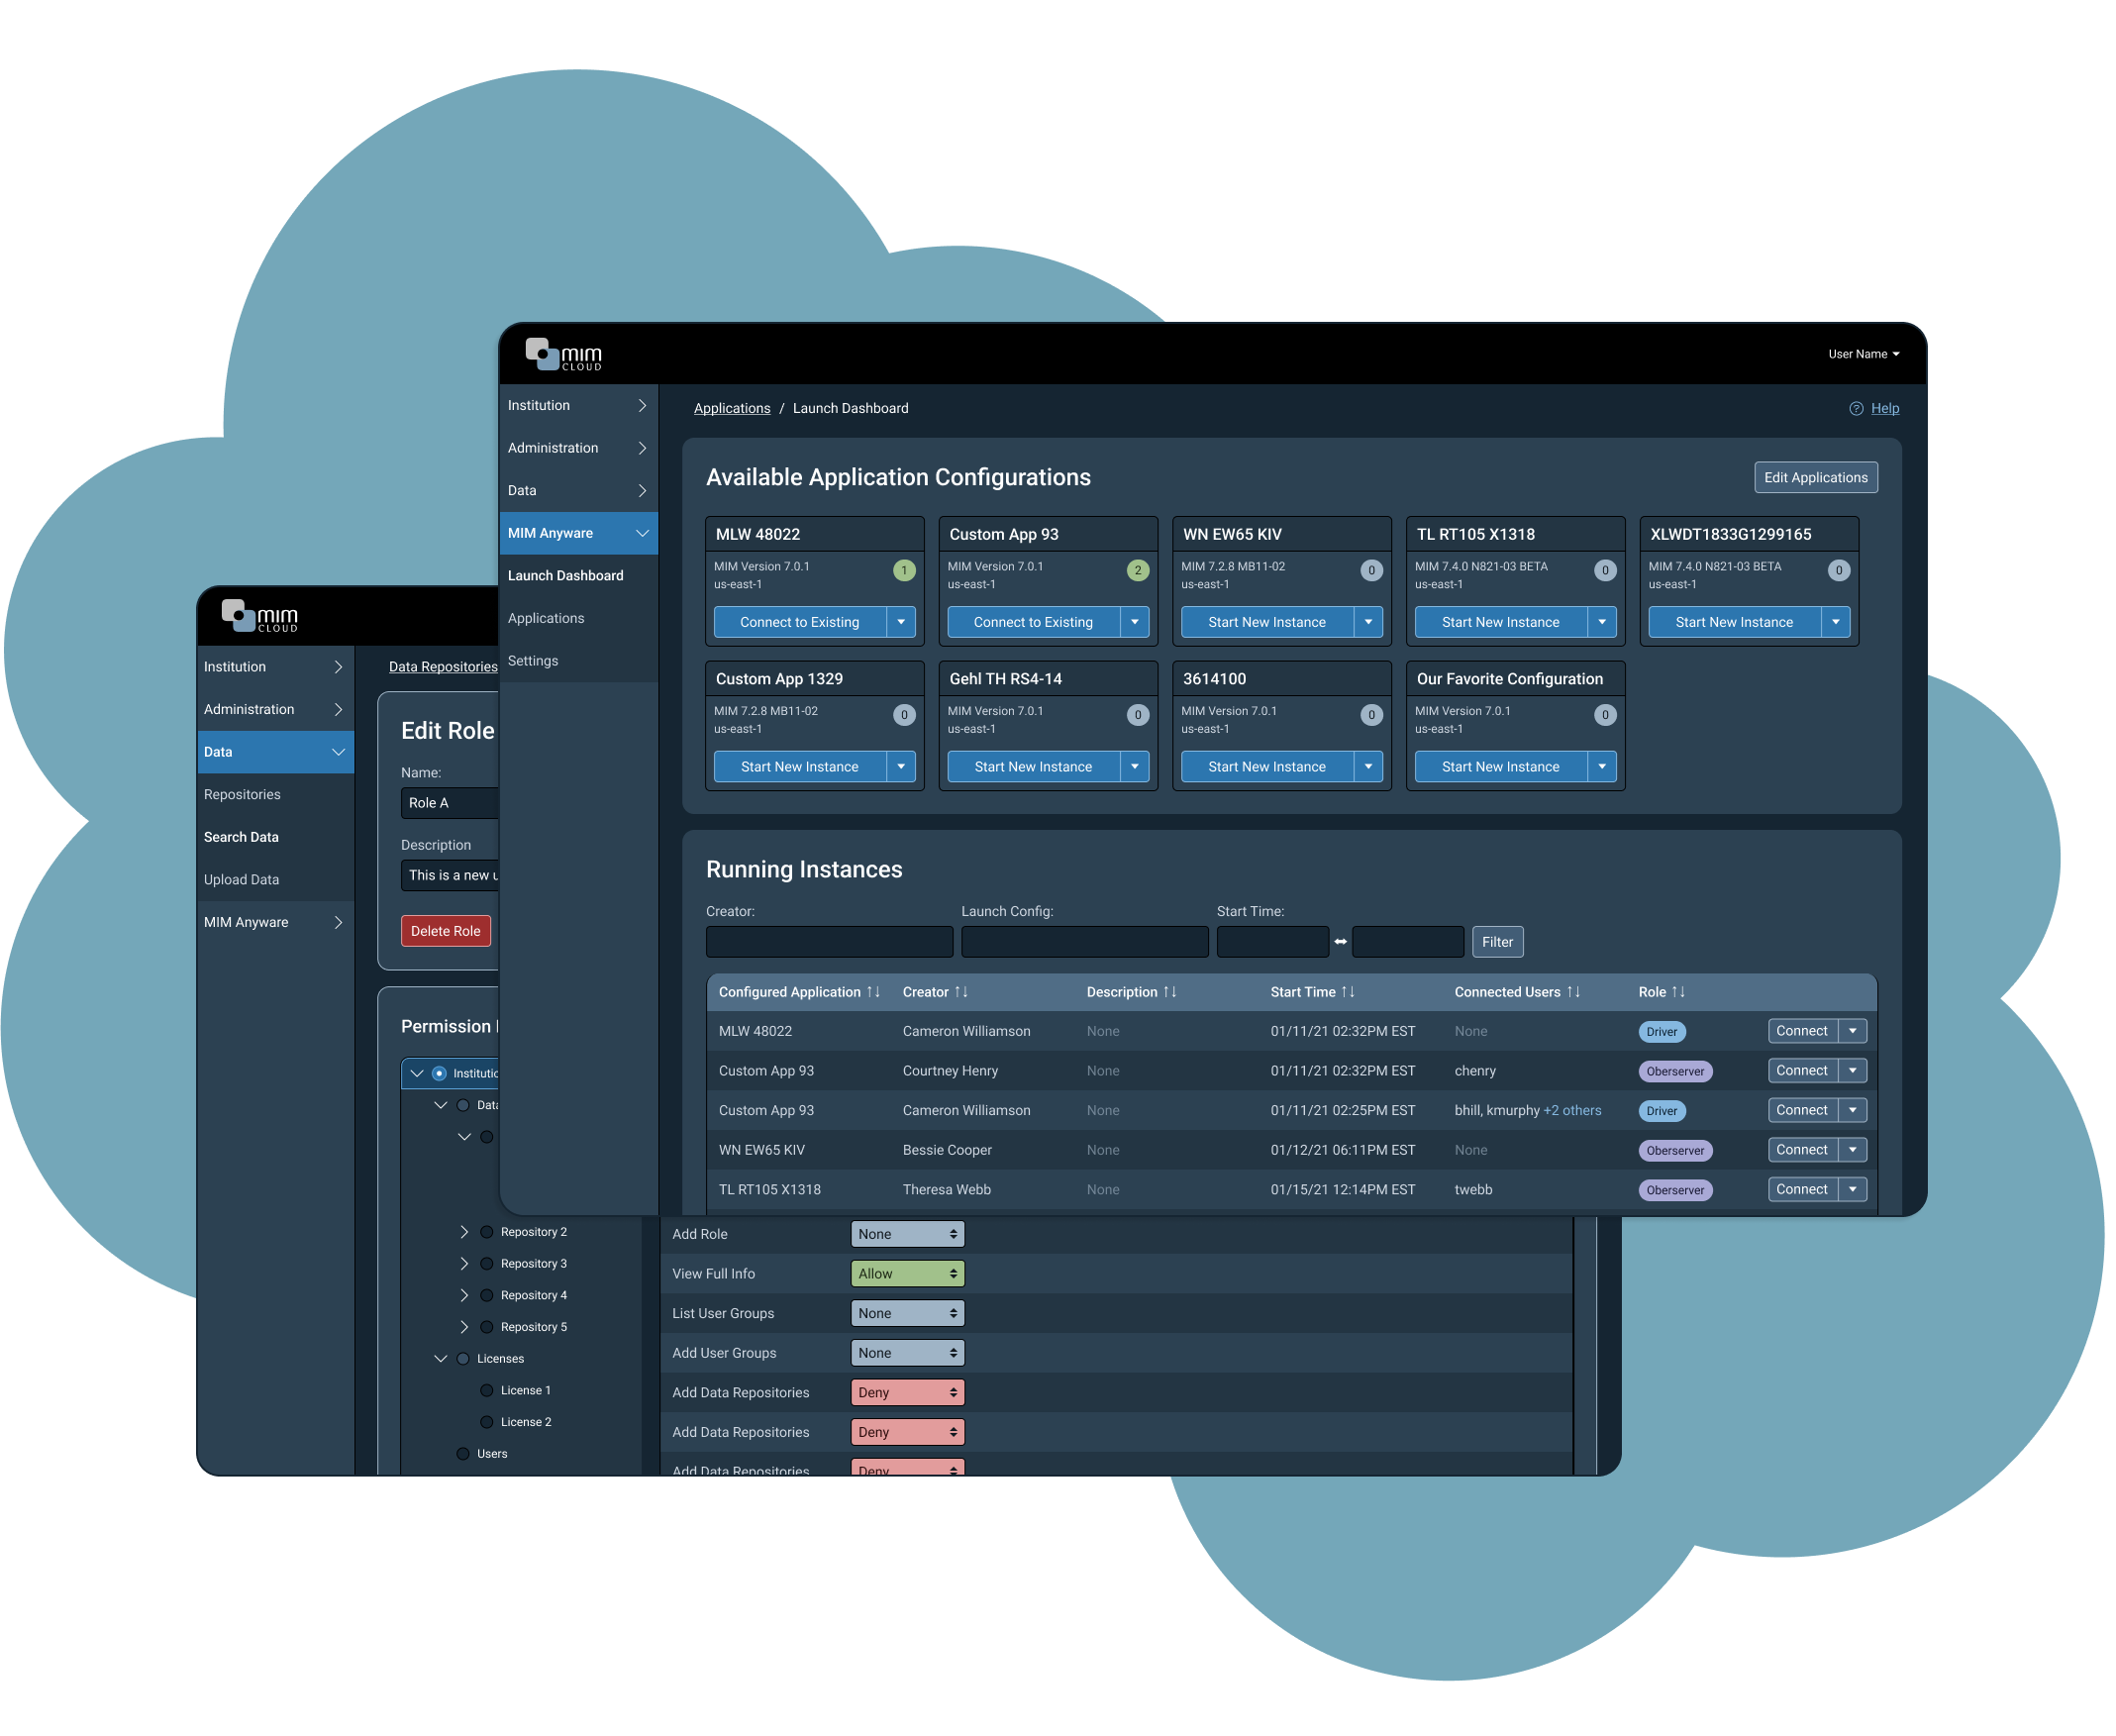 mim
CLOUD
User Name
Institution
Administration
Data
MIM Anyware
Launch Dashboard
Applications
Settings
Applications / Launch Dashboard
Help
Available Application Configurations
Edit Applications
MLW 48022
MIM Version 7.0.1
us-east-1
1
Connect to Existing
Custom App 93
MIM Version 7.0.1
us-east-1
2
Connect to Existing
WN EW65 KIV
MIM 7.2.8 MB11-02
us-east-1
0
Start New Instance
TL RT105 X1318
MIM 7.4.0 N821-03 BETA
us-east-1
0
Start New Instance
XLWDT1833G1299165
MIM 7.4.0 N821-03 BETA
us-east-1
0
Start New Instance
Custom App 1329
MIM 7.2.8 MB11-02
us-east-1
0
Start New Instance
Gehl TH RS4-14
MIM Version 7.0.1
us-east-1
0
Start New Instance
3614100
MIM Version 7.0.1
us-east-1
0
Start New Instance
Our Favorite Configuration
MIM Version 7.0.1
us-east-1
0
Start New Instance
Running Instances
Creator:
Launch Config:
Start Time:
Filter
Configured Application ↑↓ Creator ↑↓ Description ↑↓ Start Time ↑↓ Connected Users ↑↓ Role ↑↓
MLW 48022 Cameron Williamson None 01/11/21 02:32PM EST None Driver Connect
Custom App 93 Courtney Henry None 01/11/21 02:32PM EST chenry Oberserver Connect
Custom App 93 Cameron Williamson None 01/11/21 02:25PM EST bhill, kmurphy +2 others Driver Connect
WN EW65 KIV Bessie Cooper None 01/12/21 06:11PM EST None Oberserver Connect
TL RT105 X1318 Theresa Webb None 01/15/21 12:14PM EST twebb Oberserver Connect
mim
CLOUD
Institution
Administration
Data
Repositories
Search Data
Upload Data
MIM Anyware
Data Repositories
Edit Role
Name:
Role A
Description
This is a new
Delete Role
Permission
Institutio
Data
Repository 2
Repository 3
Repository 4
Repository 5
Licenses
License 1
License 2
Users
Add Role None
View Full Info Allow
List User Groups None
Add User Groups None
Add Data Repositories Deny
Add Data Repositories Deny
Add Data Repositories Deny